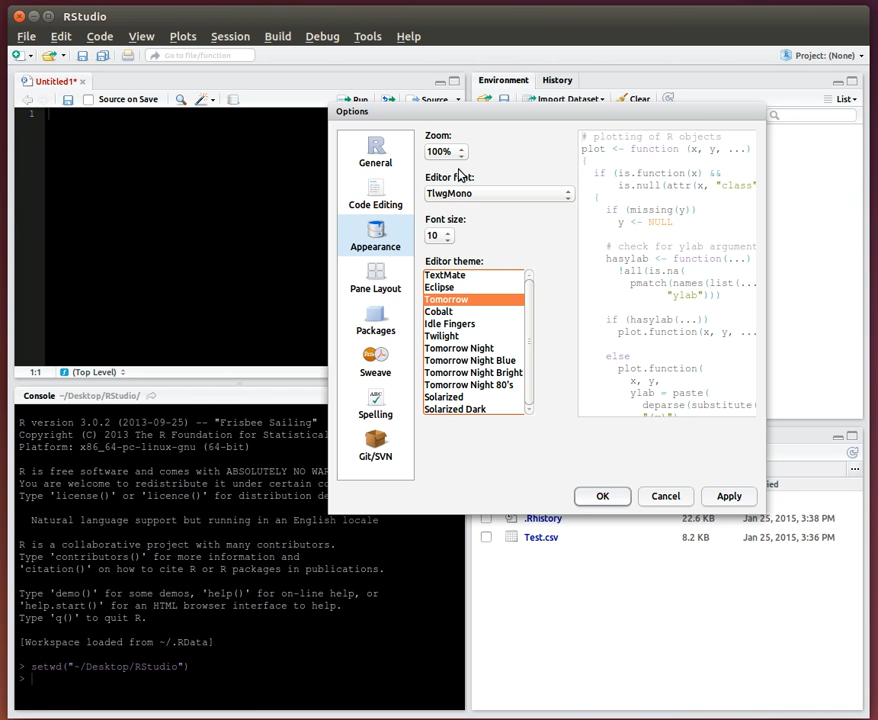 RStudio
File Edit Code View Plots Session Build Debug Tools Help
Go to file/function
Project: (None)
Untitled1*
Environment History
Source on Save
Run
Source
Import Dataset
Clear
List
1
Options
General
Code Editing
Appearance
Pane Layout
Packages
Sweave
ABC
Spelling
Git/SVN
Zoom:
100%
Editor font:
TlwgMono
Font size:
10
Editor theme:
TextMate
Eclipse
Tomorrow
Cobalt
Idle Fingers
Twilight
Tomorrow Night
Tomorrow Night Blue
Tomorrow Night Bright
Tomorrow Night 80's
Solarized
Solarized Dark
# plotting of R objects
plot <- function (x, y, ...)
{
if (is.function(x) &&
is.null(attr(x, "class"
{
if (missing(y))
y <- NULL
# check for ylab argument
hasylab <- function(...)
!all(is.na(
pmatch(names(list(...
"ylab")))
if (hasylab(...))
plot.function(x, y, ...
else
plot.function(
x, y,
ylab = paste(
deparse(substitute(
OK Cancel Apply
1:1 (Top Level)
Console ~/Desktop/RStudio/
R version 3.0.2 (2013-09-25) -- "Frisbee Sailing"
Copyright (C) 2013 The R Foundation for Statistical
Platform: x86_64-pc-linux-gnu (64-bit)
R is free software and comes with ABSOLUTELY NO WAR
You are welcome to redistribute it under certain co
Type 'license()' or 'licence()' for distribution de
Natural language support but running in an English locale
R is a collaborative project with many contributors.
Type 'contributors()' for more information and
'citation()' on how to cite R or R packages in publications.
Type 'demo()' for some demos, 'help()' for on-line help, or
'help.start()' for an HTML browser interface to help.
Type 'q()' to quit R.
[Workspace loaded from ~/.RData]
> setwd("~/Desktop/RStudio")
>
ied
.Rhistory 22.6 KB Jan 25, 2015, 3:38 PM
Test.csv 8.2 KB Jan 25, 2015, 3:36 PM